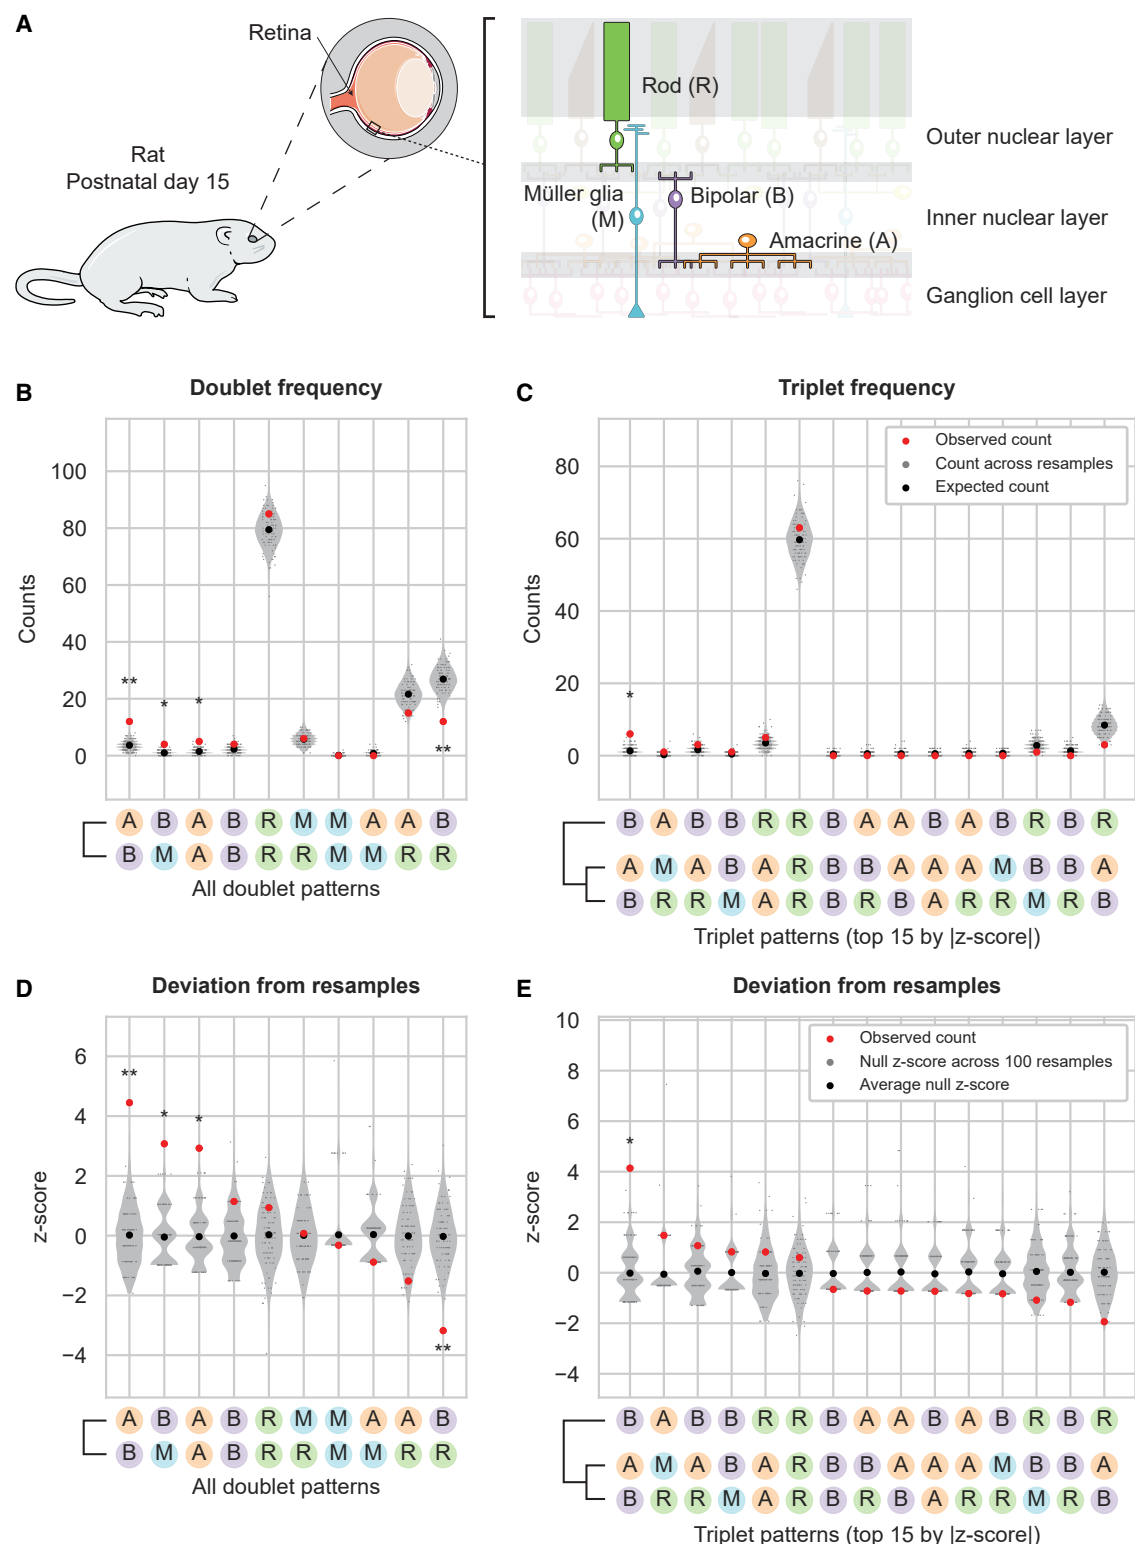 A
Retina
Rat
Postnatal day 15
Rod (R)
Müller glia
(M)
Bipolar (B)
Amacrine (A)
Outer nuclear layer
Inner nuclear layer
Ganglion cell layer
B
Doublet frequency
Counts
100
80
60
40
20
0
**
*
*
**
A B A B R M M A A B
B M A B R R M M R R
All doublet patterns
C
Triplet frequency
Observed count
Count across resamples
Expected count
Counts
80
60
40
20
0
*
B A B B R R B A A B A B R B R
A M A B A R B B A A A M B B A
B R R M A R B R B A R R M R B
Triplet patterns (top 15 by |z-score|)
D
Deviation from resamples
z-score
6
4
2
0
−2
−4
**
*
*
**
A B A B R M M A A B
B M A B R R M M R R
All doublet patterns
E
Deviation from resamples
Observed count
Null z-score across 100 resamples
Average null z-score
z-score
10
8
6
4
2
0
−2
−4
*
B A B B R R B A A B A B R B R
A M A B A R B B A A A M B B A
B R R M A R B R B A R R M R B
Triplet patterns (top 15 by |z-score|)